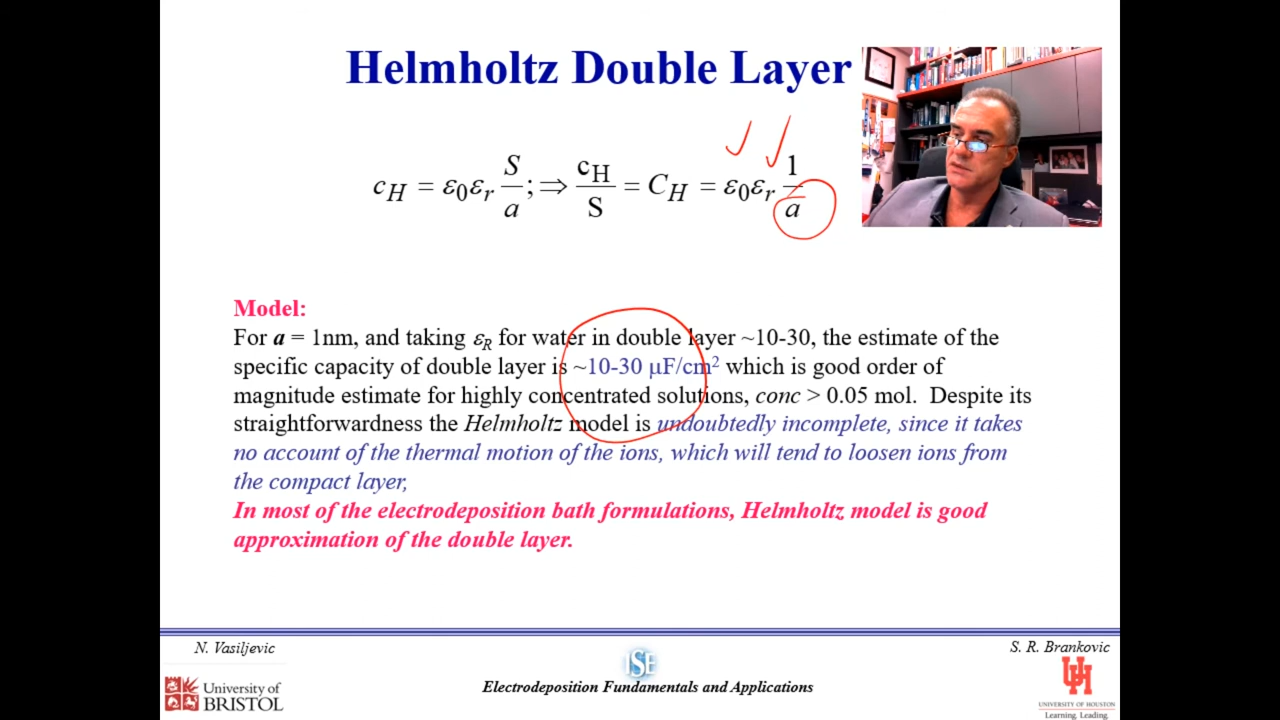 Helmholtz Double Layer
c_H = ε₀ε_r S/a ;⇒ c_H/S = C_H = ε₀ε_r 1/a
Model:
For a = 1nm, and taking ε_R for water in double layer ~10-30, the estimate of the
specific capacity of double layer is ~10-30 μF/cm² which is good order of
magnitude estimate for highly concentrated solutions, conc > 0.05 mol. Despite its
straightforwardness the Helmholtz model is undoubtedly incomplete, since it takes
no account of the thermal motion of the ions, which will tend to loosen ions from
the compact layer,
In most of the electrodeposition bath formulations, Helmholtz model is good
approximation of the double layer.
N. Vasiljevic
S. R. Brankovic
ISE
Electrodeposition Fundamentals and Applications
University of
BRISTOL
UNIVERSITY OF HOUSTON
Learning. Leading.